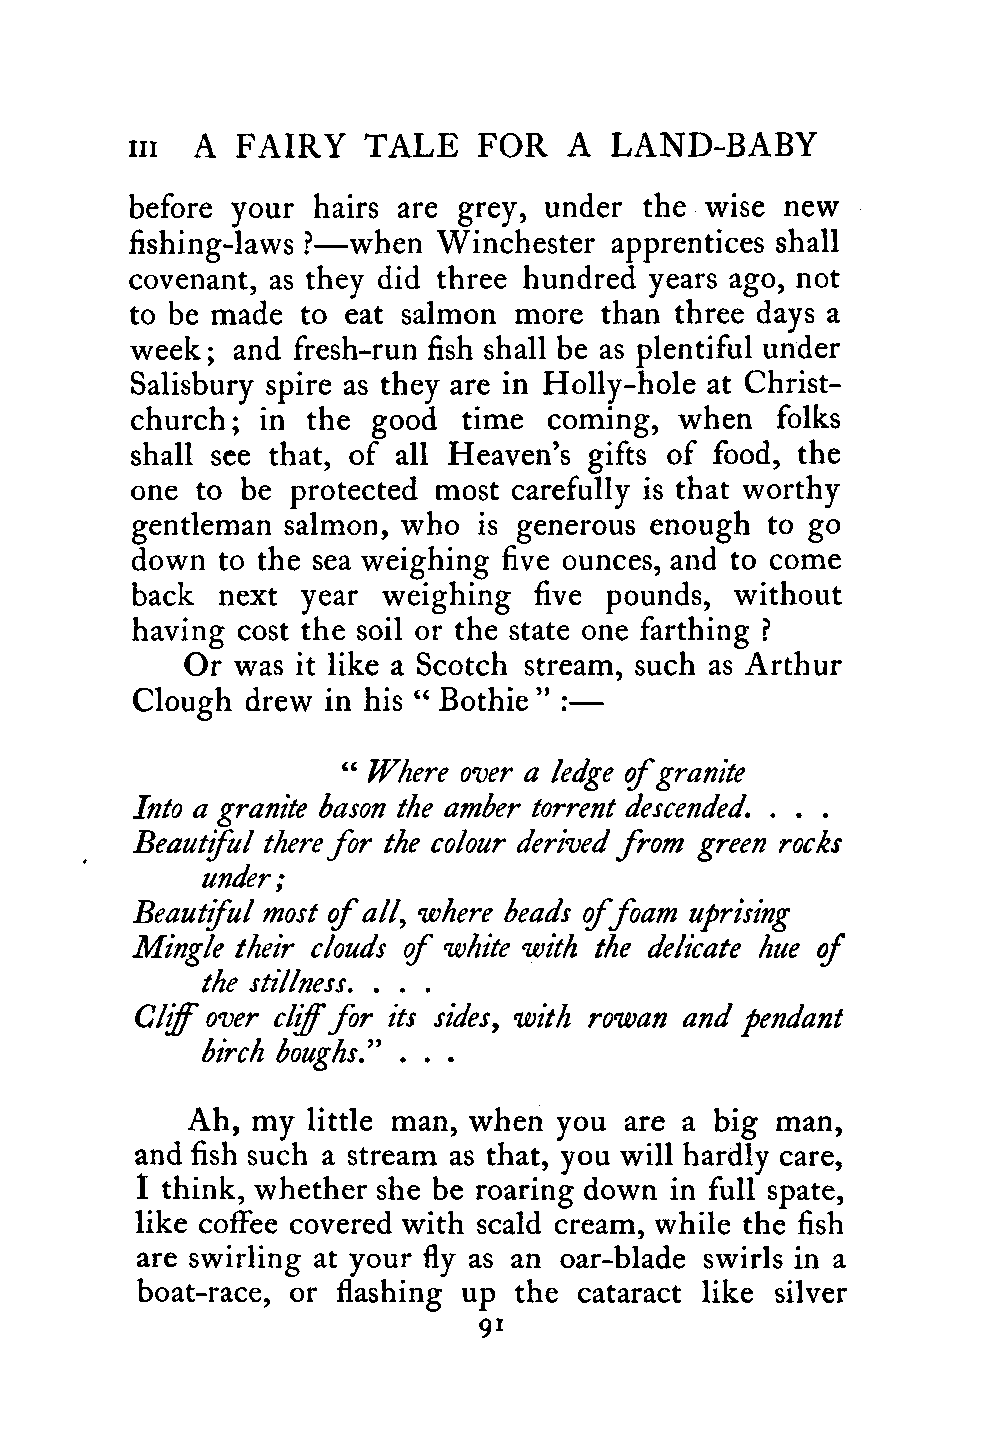 III A FAIRY TALE FOR A LAND-BABY
before your hairs are grey, under the wise new
fishing-laws ?—when Winchester apprentices shall
covenant, as they did three hundred years ago, not
to be made to eat salmon more than three days a
week; and fresh-run fish shall be as plentiful under
Salisbury spire as they are in Holly-hole at Christ-
church; in the good time coming, when folks
shall see that, of all Heaven's gifts of food, the
one to be protected most carefully is that worthy
gentleman salmon, who is generous enough to go
down to the sea weighing five ounces, and to come
back next year weighing five pounds, without
having cost the soil or the state one farthing ?
Or was it like a Scotch stream, such as Arthur
Clough drew in his “ Bothie ” :—
“ Where over a ledge of granite
Into a granite bason the amber torrent descended. . . .
Beautiful there for the colour derived from green rocks
under;
Beautiful most of all, where beads of foam uprising
Mingle their clouds of white with the delicate hue of
the stillness. . . .
Cliff over cliff for its sides, with rowan and pendant
birch boughs.” . . .
Ah, my little man, when you are a big man,
and fish such a stream as that, you will hardly care,
I think, whether she be roaring down in full spate,
like coffee covered with scald cream, while the fish
are swirling at your fly as an oar-blade swirls in a
boat-race, or flashing up the cataract like silver
91